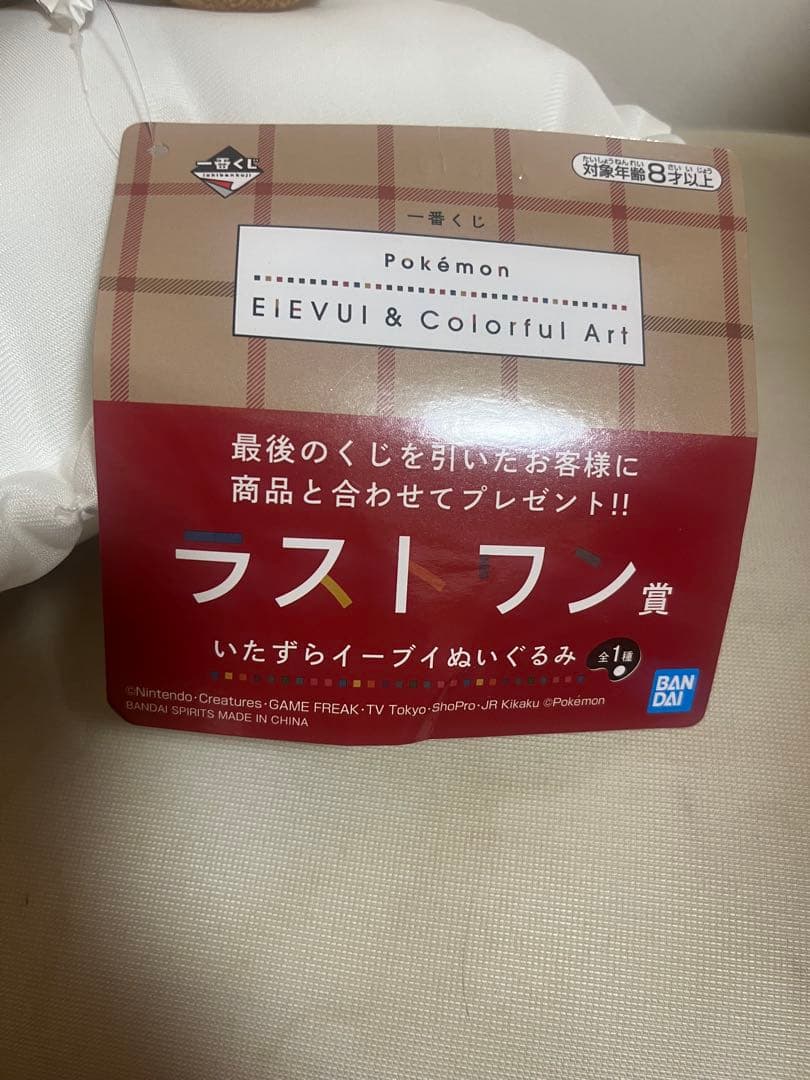 一番くじ
ichibankuji
たいしょうねんれい さい いじょう
対象年齢8才以上
一番くじ
Pokémon
EIEVUI & Colorful Art
最後のくじを引いたお客様に
商品と合わせてプレゼント!!
ラストワン賞
いたずらイーブイぬいぐるみ 全1種
©Nintendo・Creatures・GAME FREAK・TV Tokyo・ShoPro・JR Kikaku ©Pokémon
BANDAI SPIRITS MADE IN CHINA
BAN
DAI